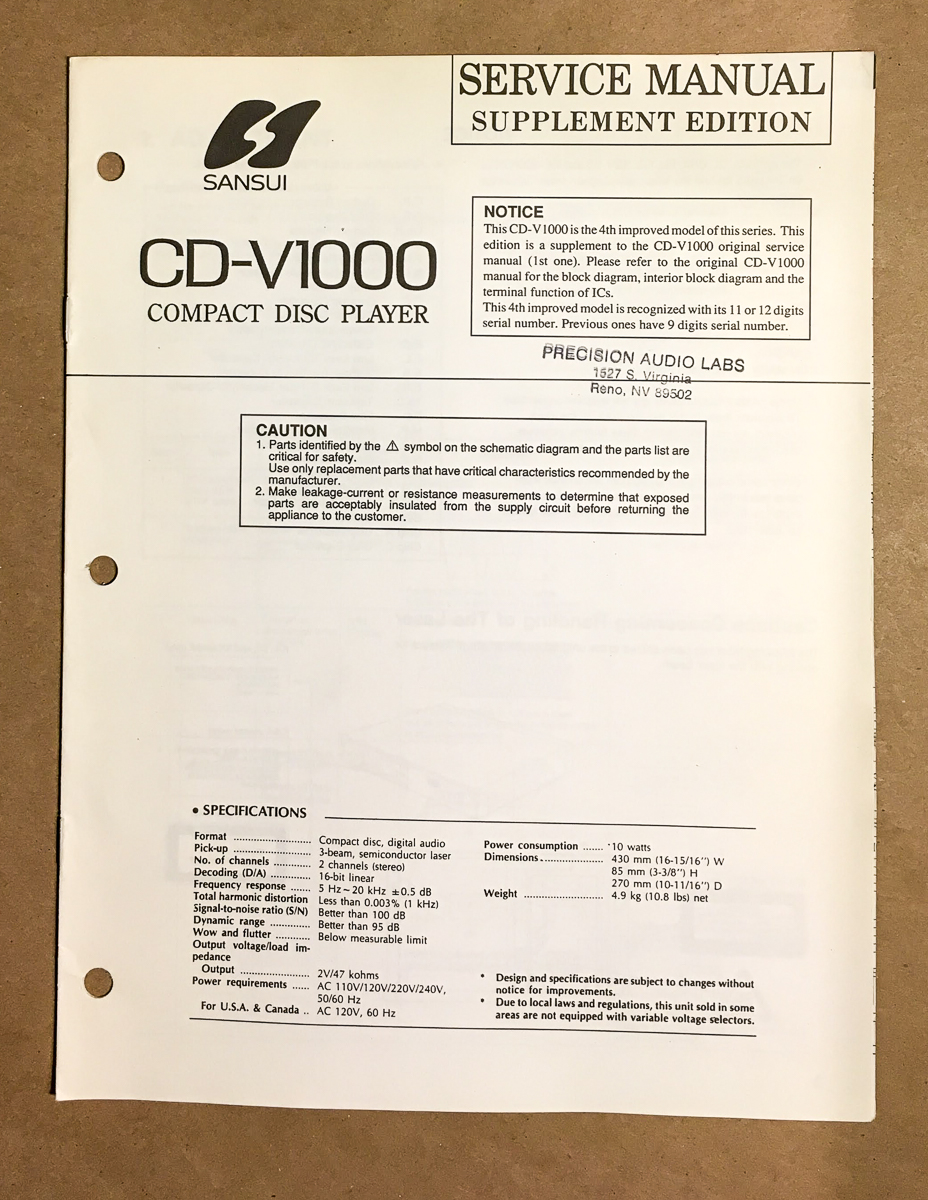 SERVICE MANUAL
SUPPLEMENT EDITION
SANSUI
CD-V1000
COMPACT DISC PLAYER
NOTICE
This CD-V1000 is the 4th improved model of this series. This
edition is a supplement to the CD-V1000 original service
manual (1st one). Please refer to the original CD-V1000
manual for the block diagram, interior block diagram and the
terminal function of ICs.
This 4th improved model is recognized with its 11 or 12 digits
serial number. Previous ones have 9 digits serial number.
PRECISION AUDIO LABS
1527 S. Virginia
Reno, NV 89502
CAUTION
1. Parts identified by the ⚠ symbol on the schematic diagram and the parts list are
critical for safety.
Use only replacement parts that have critical characteristics recommended by the
manufacturer.
2. Make leakage-current or resistance measurements to determine that exposed
parts are acceptably insulated from the supply circuit before returning the
appliance to the customer.
• SPECIFICATIONS
Format .......................... Compact disc, digital audio
Pick-up .......................... 3-beam, semiconductor laser
No. of channels ............ 2 channels (stereo)
Decoding (D/A) ............. 16-bit linear
Frequency response ....... 5 Hz~20 kHz ±0.5 dB
Total harmonic distortion Less than 0.003% (1 kHz)
Signal-to-noise ratio (S/N) Better than 100 dB
Dynamic range ............. Better than 95 dB
Wow and flutter ........... Below measurable limit
Output voltage/load im-
pedance
Output ....................... 2V/47 kohms
Power requirements ...... AC 110V/120V/220V/240V,
50/60 Hz
For U.S.A. & Canada .. AC 120V, 60 Hz
Power consumption ....... 10 watts
Dimensions..................... 430 mm (16-15/16") W
85 mm (3-3/8") H
270 mm (10-11/16") D
Weight .......................... 4.9 kg (10.8 lbs) net
* Design and specifications are subject to changes without
notice for improvements.
* Due to local laws and regulations, this unit sold in some
areas are not equipped with variable voltage selectors.